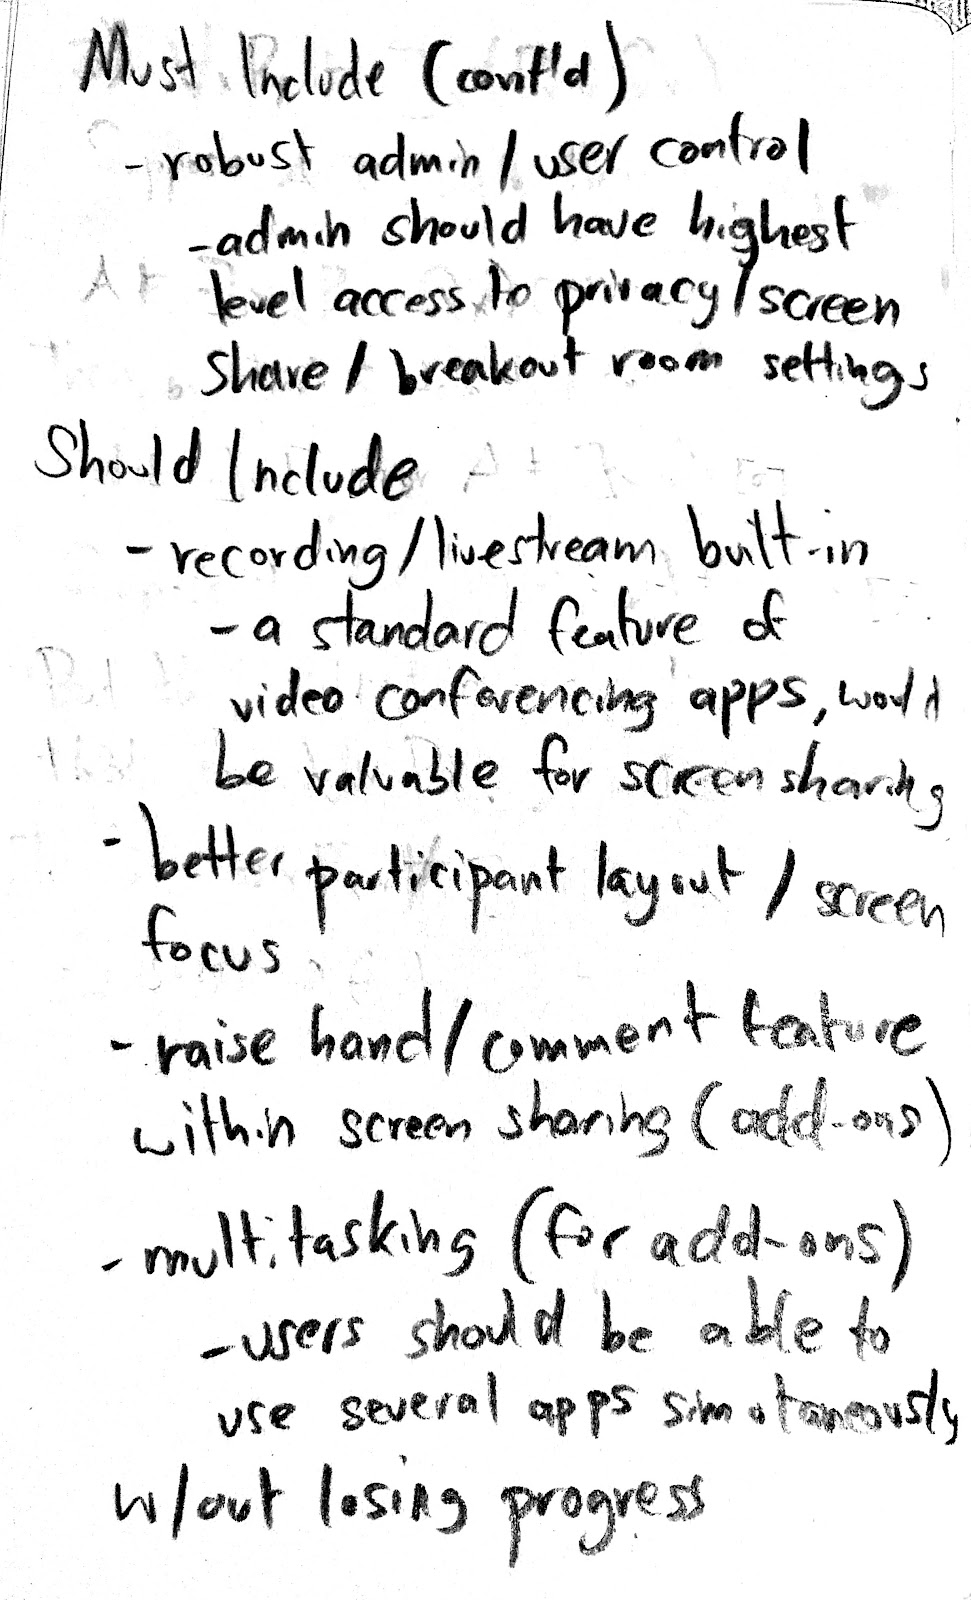 Must Include (cont'd)
- robust admin / user control
- admin should have highest
level access to privacy / screen
share / breakout room settings
Should Include
- recording / livestream built-in
- a standard feature of
video conferencing apps, would
be valuable for screen sharing
- better participant layout / screen
focus
- raise hand / comment feature
within screen sharing (add-ons)
- multitasking (for add-ons)
- users should be able to
use several apps simultaneously
w/out losing progress